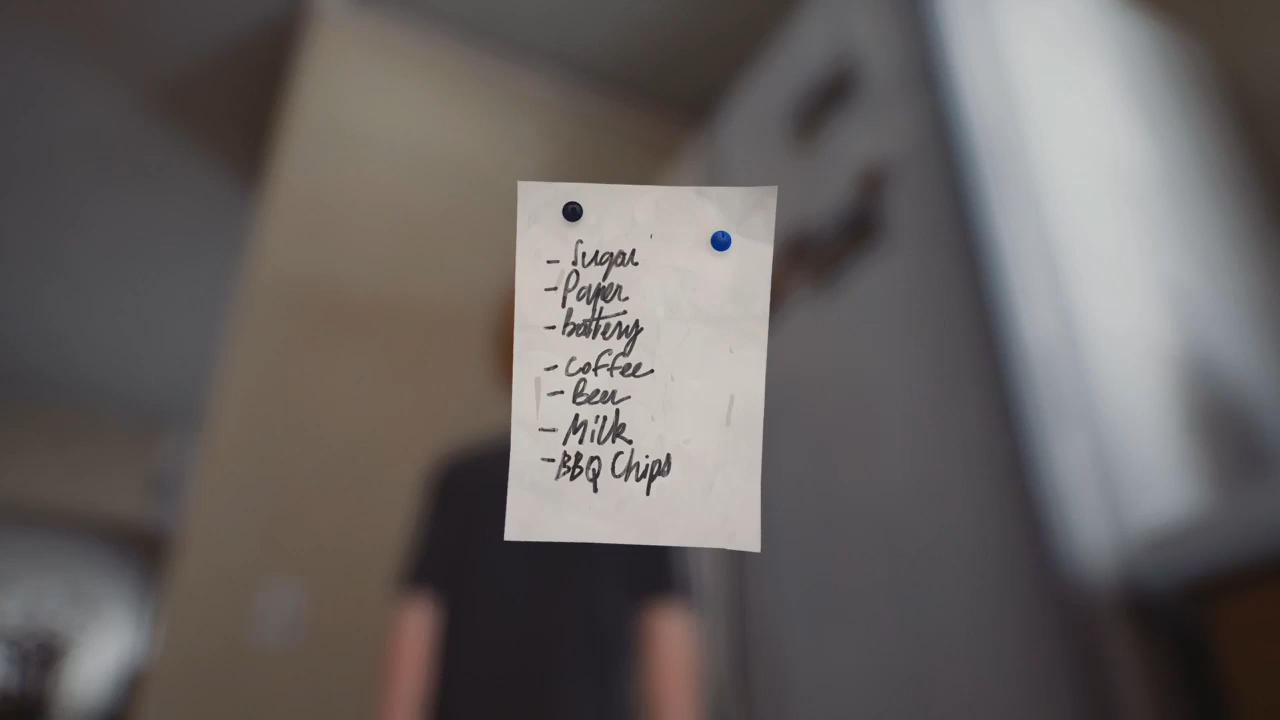 - Sugar
- Paper
- battery
- Coffee
- Beer
- Milk
- BBQ Chips